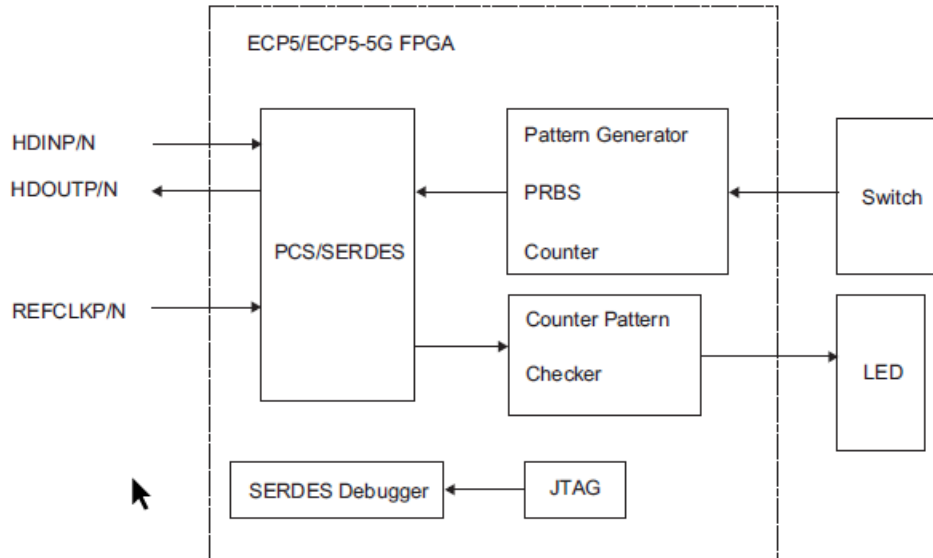 ECP5/ECP5-5G FPGA
HDINP/N
HDOUTP/N
REFCLKP/N
PCS/SERDES
Pattern Generator
PRBS
Counter
Switch
Counter Pattern
Checker
LED
SERDES Debugger
JTAG